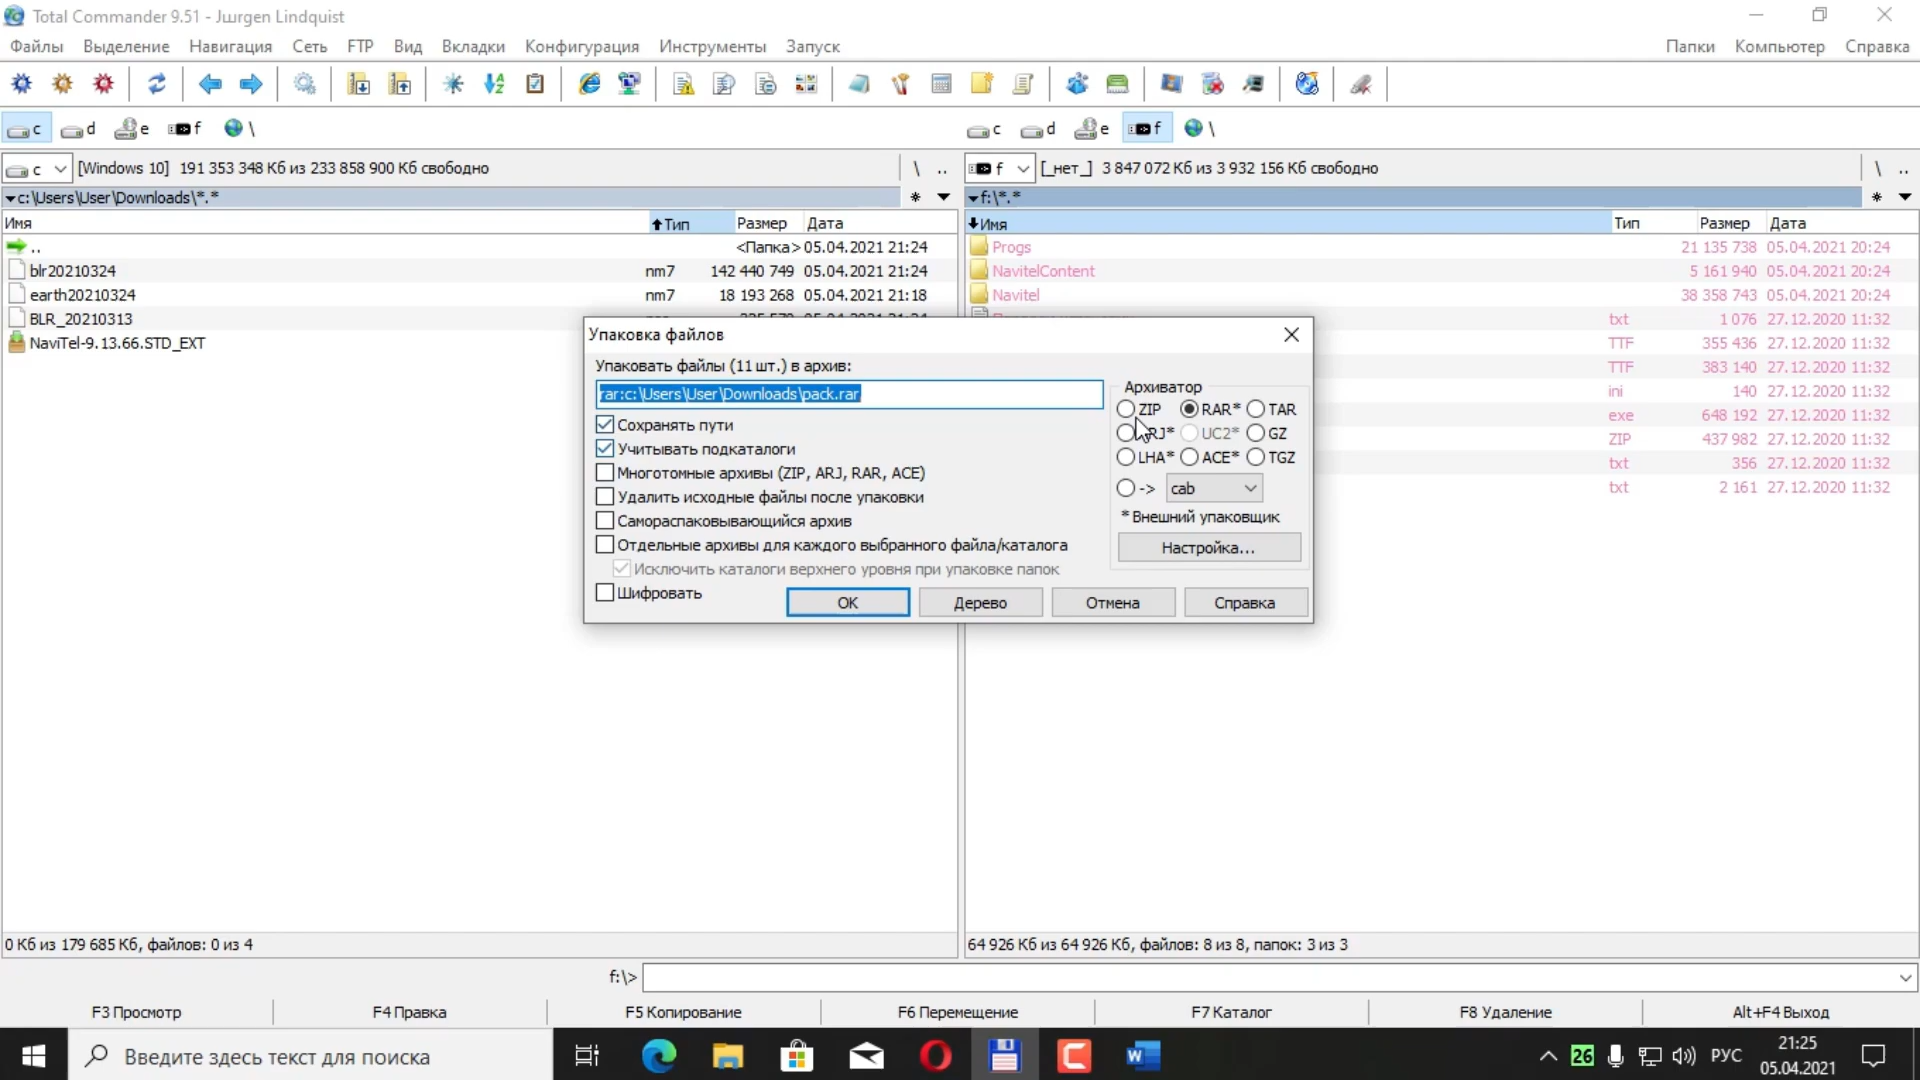 Total Commander 9.51 - Juɪrgen Lindquist
Файлы Выделение Навигация Сеть FTP Вид Вкладки Конфигурация Инструменты Запуск Папки Компьютер Справка
c d e f \
c d e f \
c [Windows 10] 191 353 348 Кб из 233 858 900 Кб свободно \ ..
f [_нет_] 3 847 072 Кб из 3 932 156 Кб свободно \ ..
c:\Users\User\Downloads\*.* *
f:\*.* *
Имя Тип Размер Дата
.. <Папка> 05.04.2021 21:24
blr20210324 nm7 142 440 749 05.04.2021 21:24
earth20210324 nm7 18 193 268 05.04.2021 21:18
BLR_20210313
NaviTel-9.13.66.STD_EXT
Имя Тип Размер Дата
Progs 21 135 738 05.04.2021 20:24
NavitelContent 5 161 940 05.04.2021 20:24
Navitel 38 358 743 05.04.2021 20:24
txt 1 076 27.12.2020 11:32
TTF 355 436 27.12.2020 11:32
TTF 383 140 27.12.2020 11:32
ini 140 27.12.2020 11:32
exe 648 192 27.12.2020 11:32
ZIP 437 982 27.12.2020 11:32
txt 356 27.12.2020 11:32
txt 2 161 27.12.2020 11:32
Упаковка файлов
Упаковать файлы (11 шт.) в архив:
rar:c:\Users\User\Downloads\pack.rar
Сохранять пути
Учитывать подкаталоги
Многотомные архивы (ZIP, ARJ, RAR, ACE)
Удалить исходные файлы после упаковки
Самораспаковывающийся архив
Отдельные архивы для каждого выбранного файла/каталога
Исключить каталоги верхнего уровня при упаковке папок
Шифровать
Архиватор
ZIP RAR* TAR
RJ* UC2* GZ
LHA* ACE* TGZ
-> cab
* Внешний упаковщик
Настройка...
OK Дерево Отмена Справка
0 Кб из 179 685 Кб, файлов: 0 из 4
64 926 Кб из 64 926 Кб, файлов: 8 из 8, папок: 3 из 3
f:\>
F3 Просмотр F4 Правка F5 Копирование F6 Перемещение F7 Каталог F8 Удаление Alt+F4 Выход
Введите здесь текст для поиска
26 РУС 21:25
05.04.2021